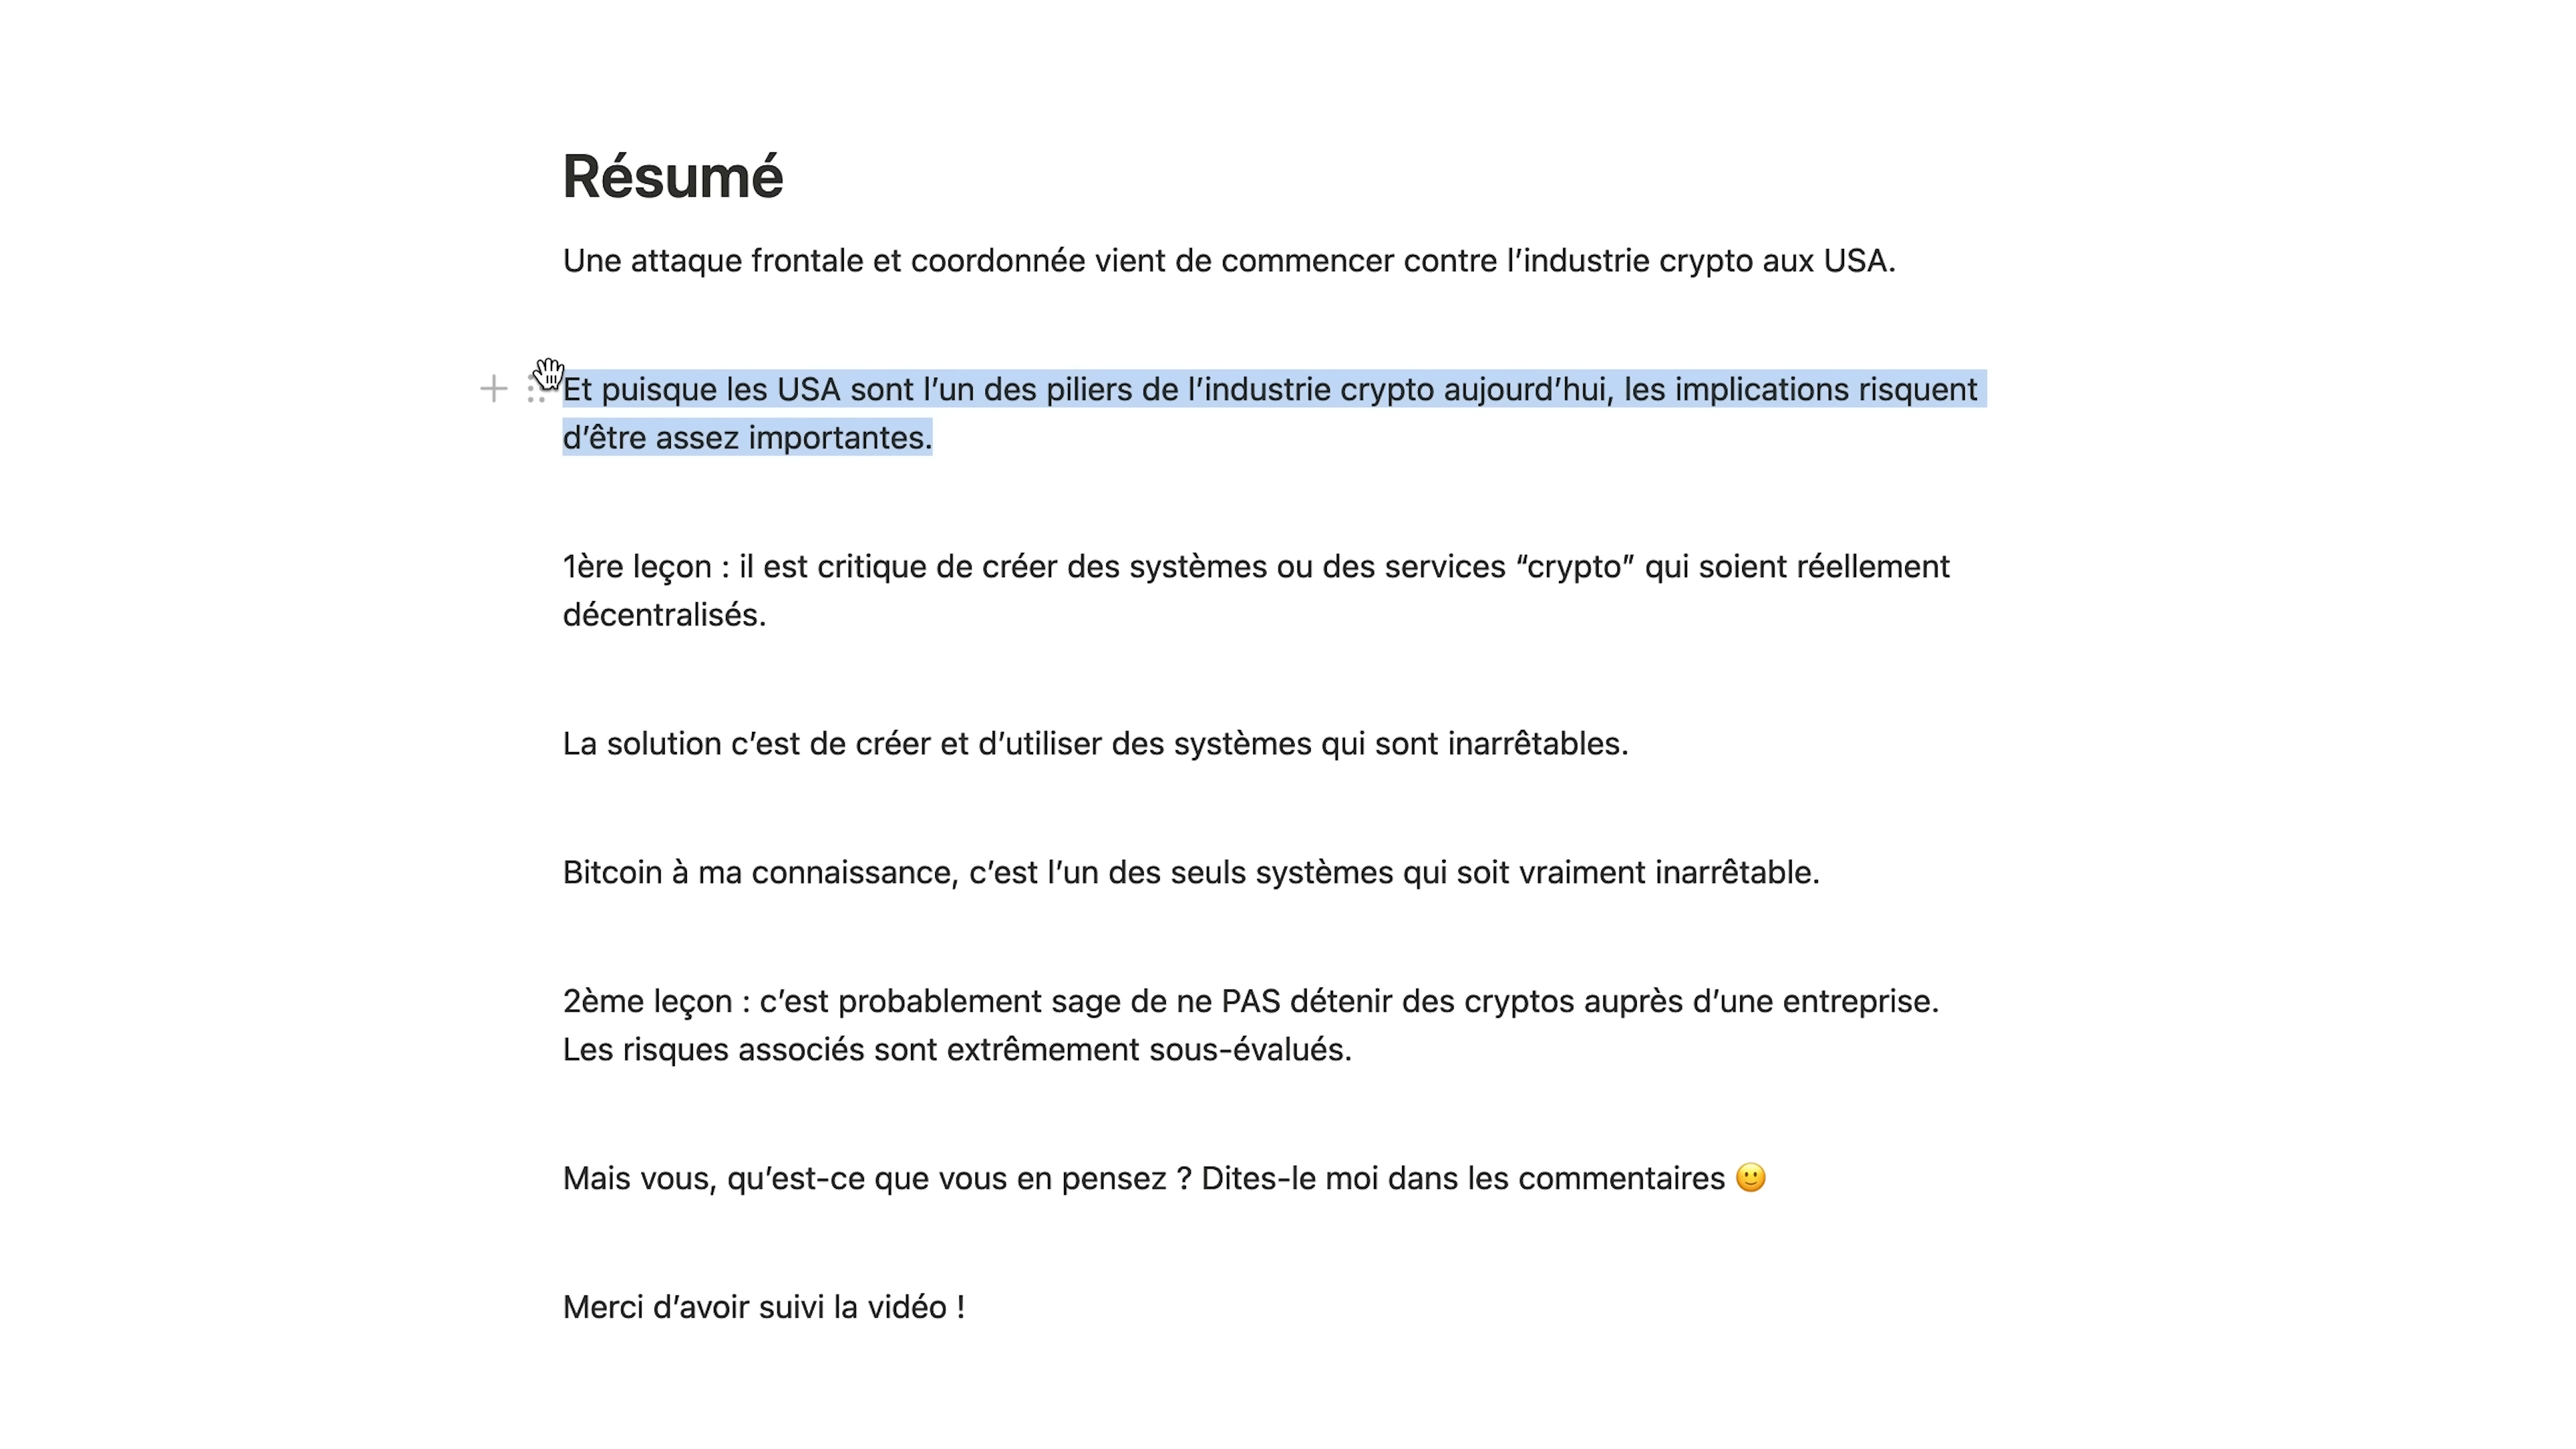 Résumé
Une attaque frontale et coordonnée vient de commencer contre l’industrie crypto aux USA.
Et puisque les USA sont l’un des piliers de l’industrie crypto aujourd’hui, les implications risquent
d’être assez importantes.
1ère leçon : il est critique de créer des systèmes ou des services “crypto” qui soient réellement
décentralisés.
La solution c’est de créer et d’utiliser des systèmes qui sont inarrêtables.
Bitcoin à ma connaissance, c’est l’un des seuls systèmes qui soit vraiment inarrêtable.
2ème leçon : c’est probablement sage de ne PAS détenir des cryptos auprès d’une entreprise.
Les risques associés sont extrêmement sous-évalués.
Mais vous, qu’est-ce que vous en pensez ? Dites-le moi dans les commentaires 🙂
Merci d’avoir suivi la vidéo !